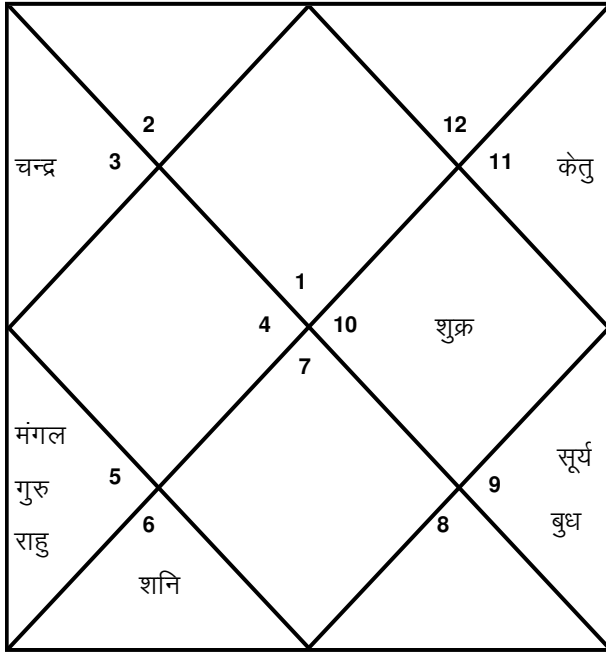 2 12
चन्द्र 3 11 केतु
1
4 10 शुक्र
7
मंगल
सूर्य
5 9
गुरु
बुध
6 8
राहु
शनि